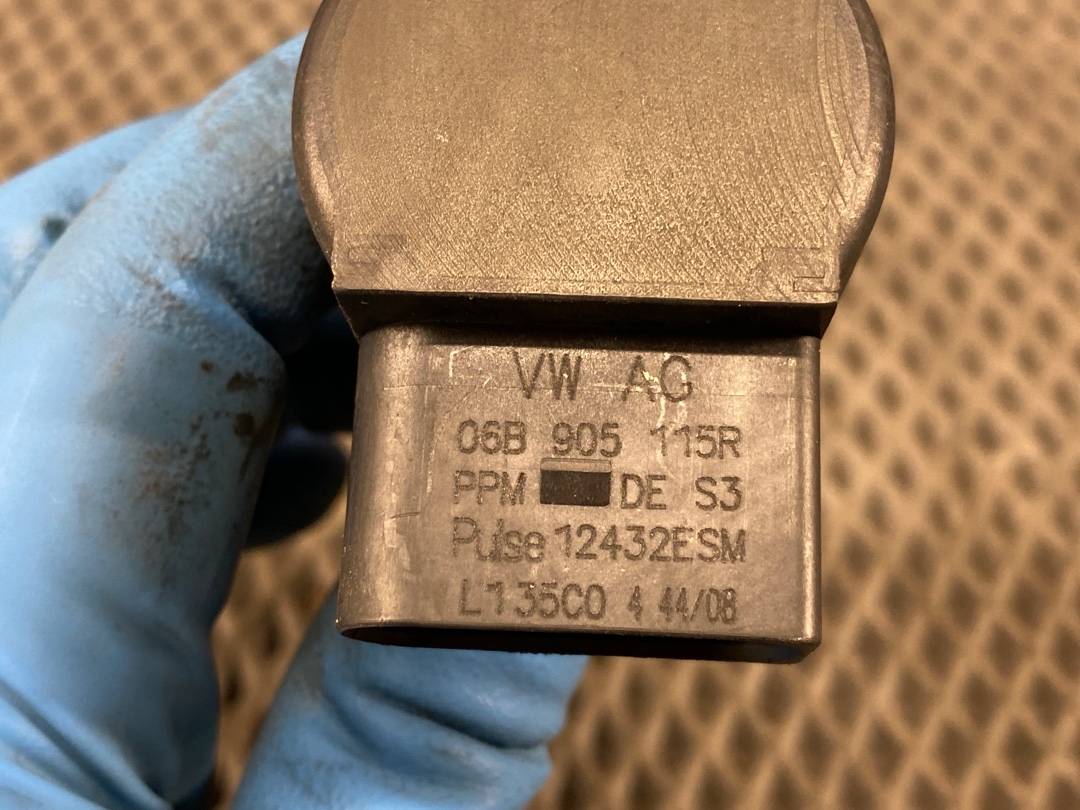 VW AG
06B 905 115R
PPM DE S3
Pulse 12432ESM
L135C0 4 44/08